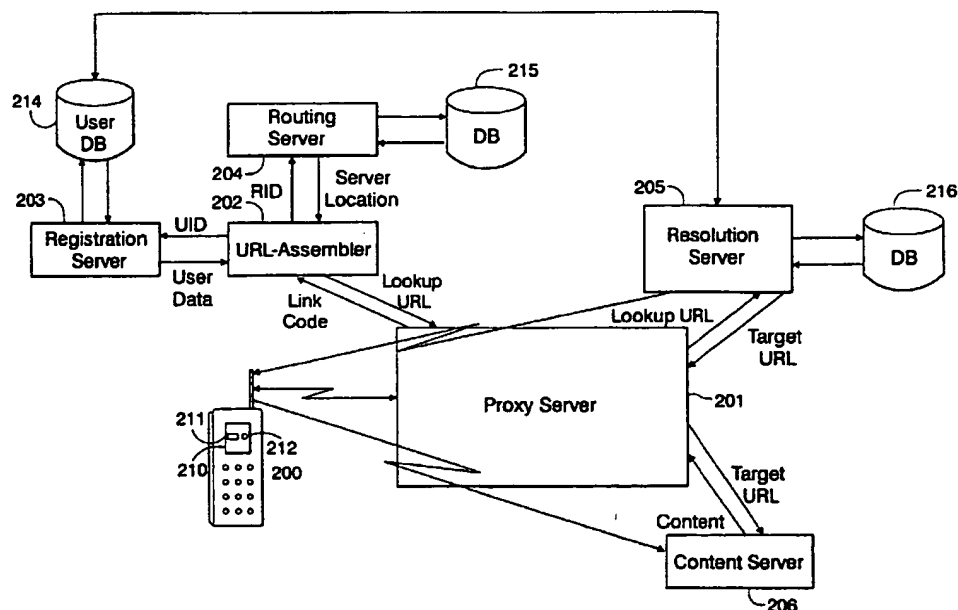 214
User
DB
215
Routing
Server
DB
204
RID
Server
Location
203
202
205
216
UID
Registration
Server
URL-Assembler
Resolution
Server
DB
User
Data
Link
Code
Lookup
URL
Lookup URL
Target
URL
Proxy Server
201
211
212
210
200
Target
URL
Content
Content Server
206